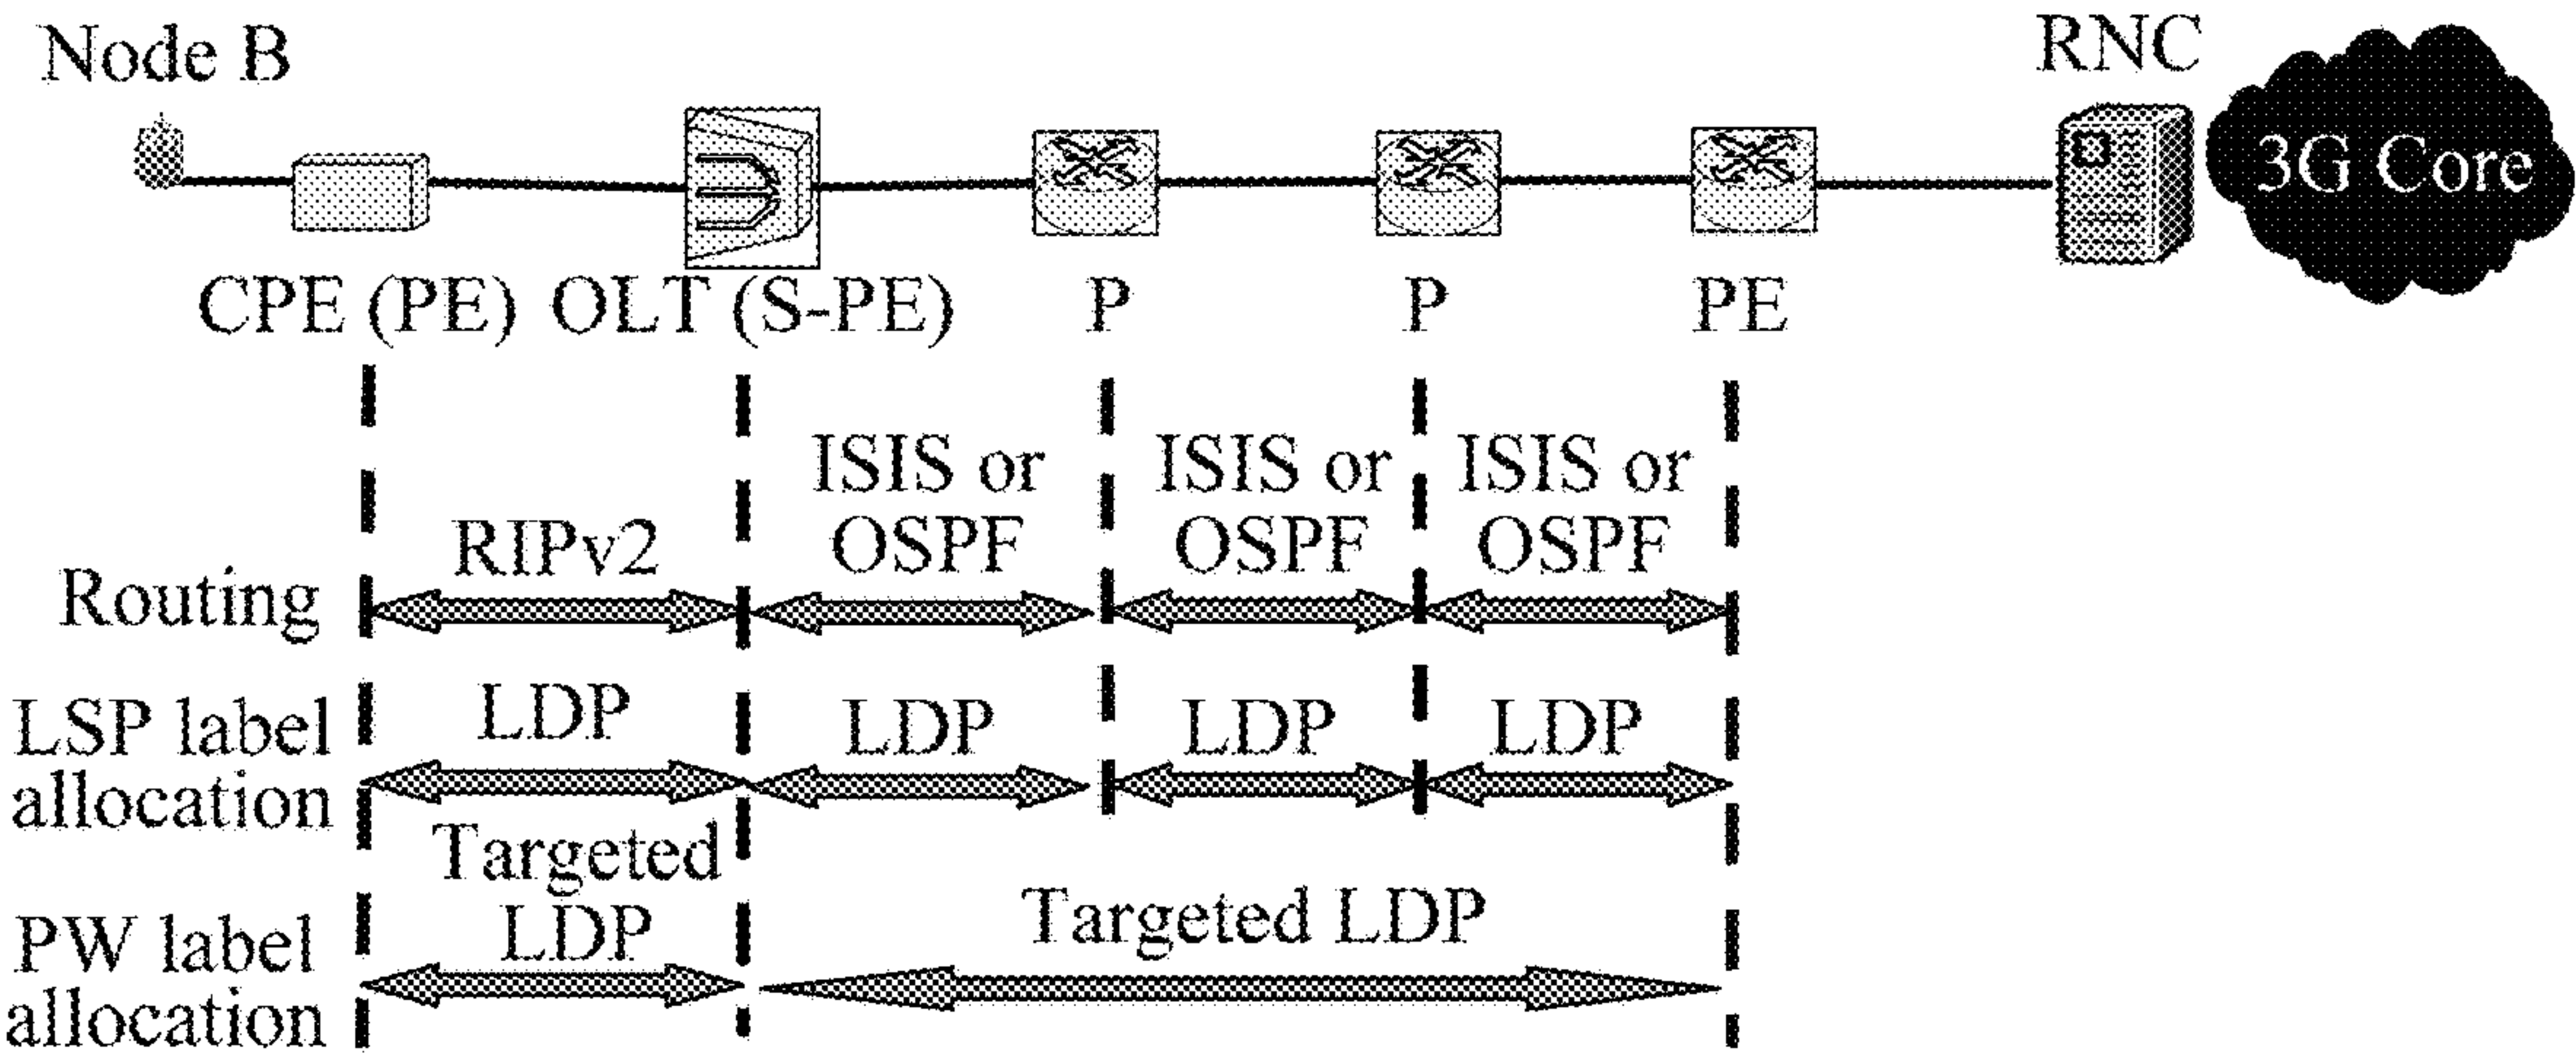 Node B
RNC
3G Core
CPE (PE)
OLT (S-PE)
P
P
PE
Routing
RIPv2
ISIS or
OSPF
ISIS or
OSPF
ISIS or
OSPF
LSP label
allocation
LDP
LDP
LDP
LDP
PW label
allocation
Targeted
LDP
Targeted LDP